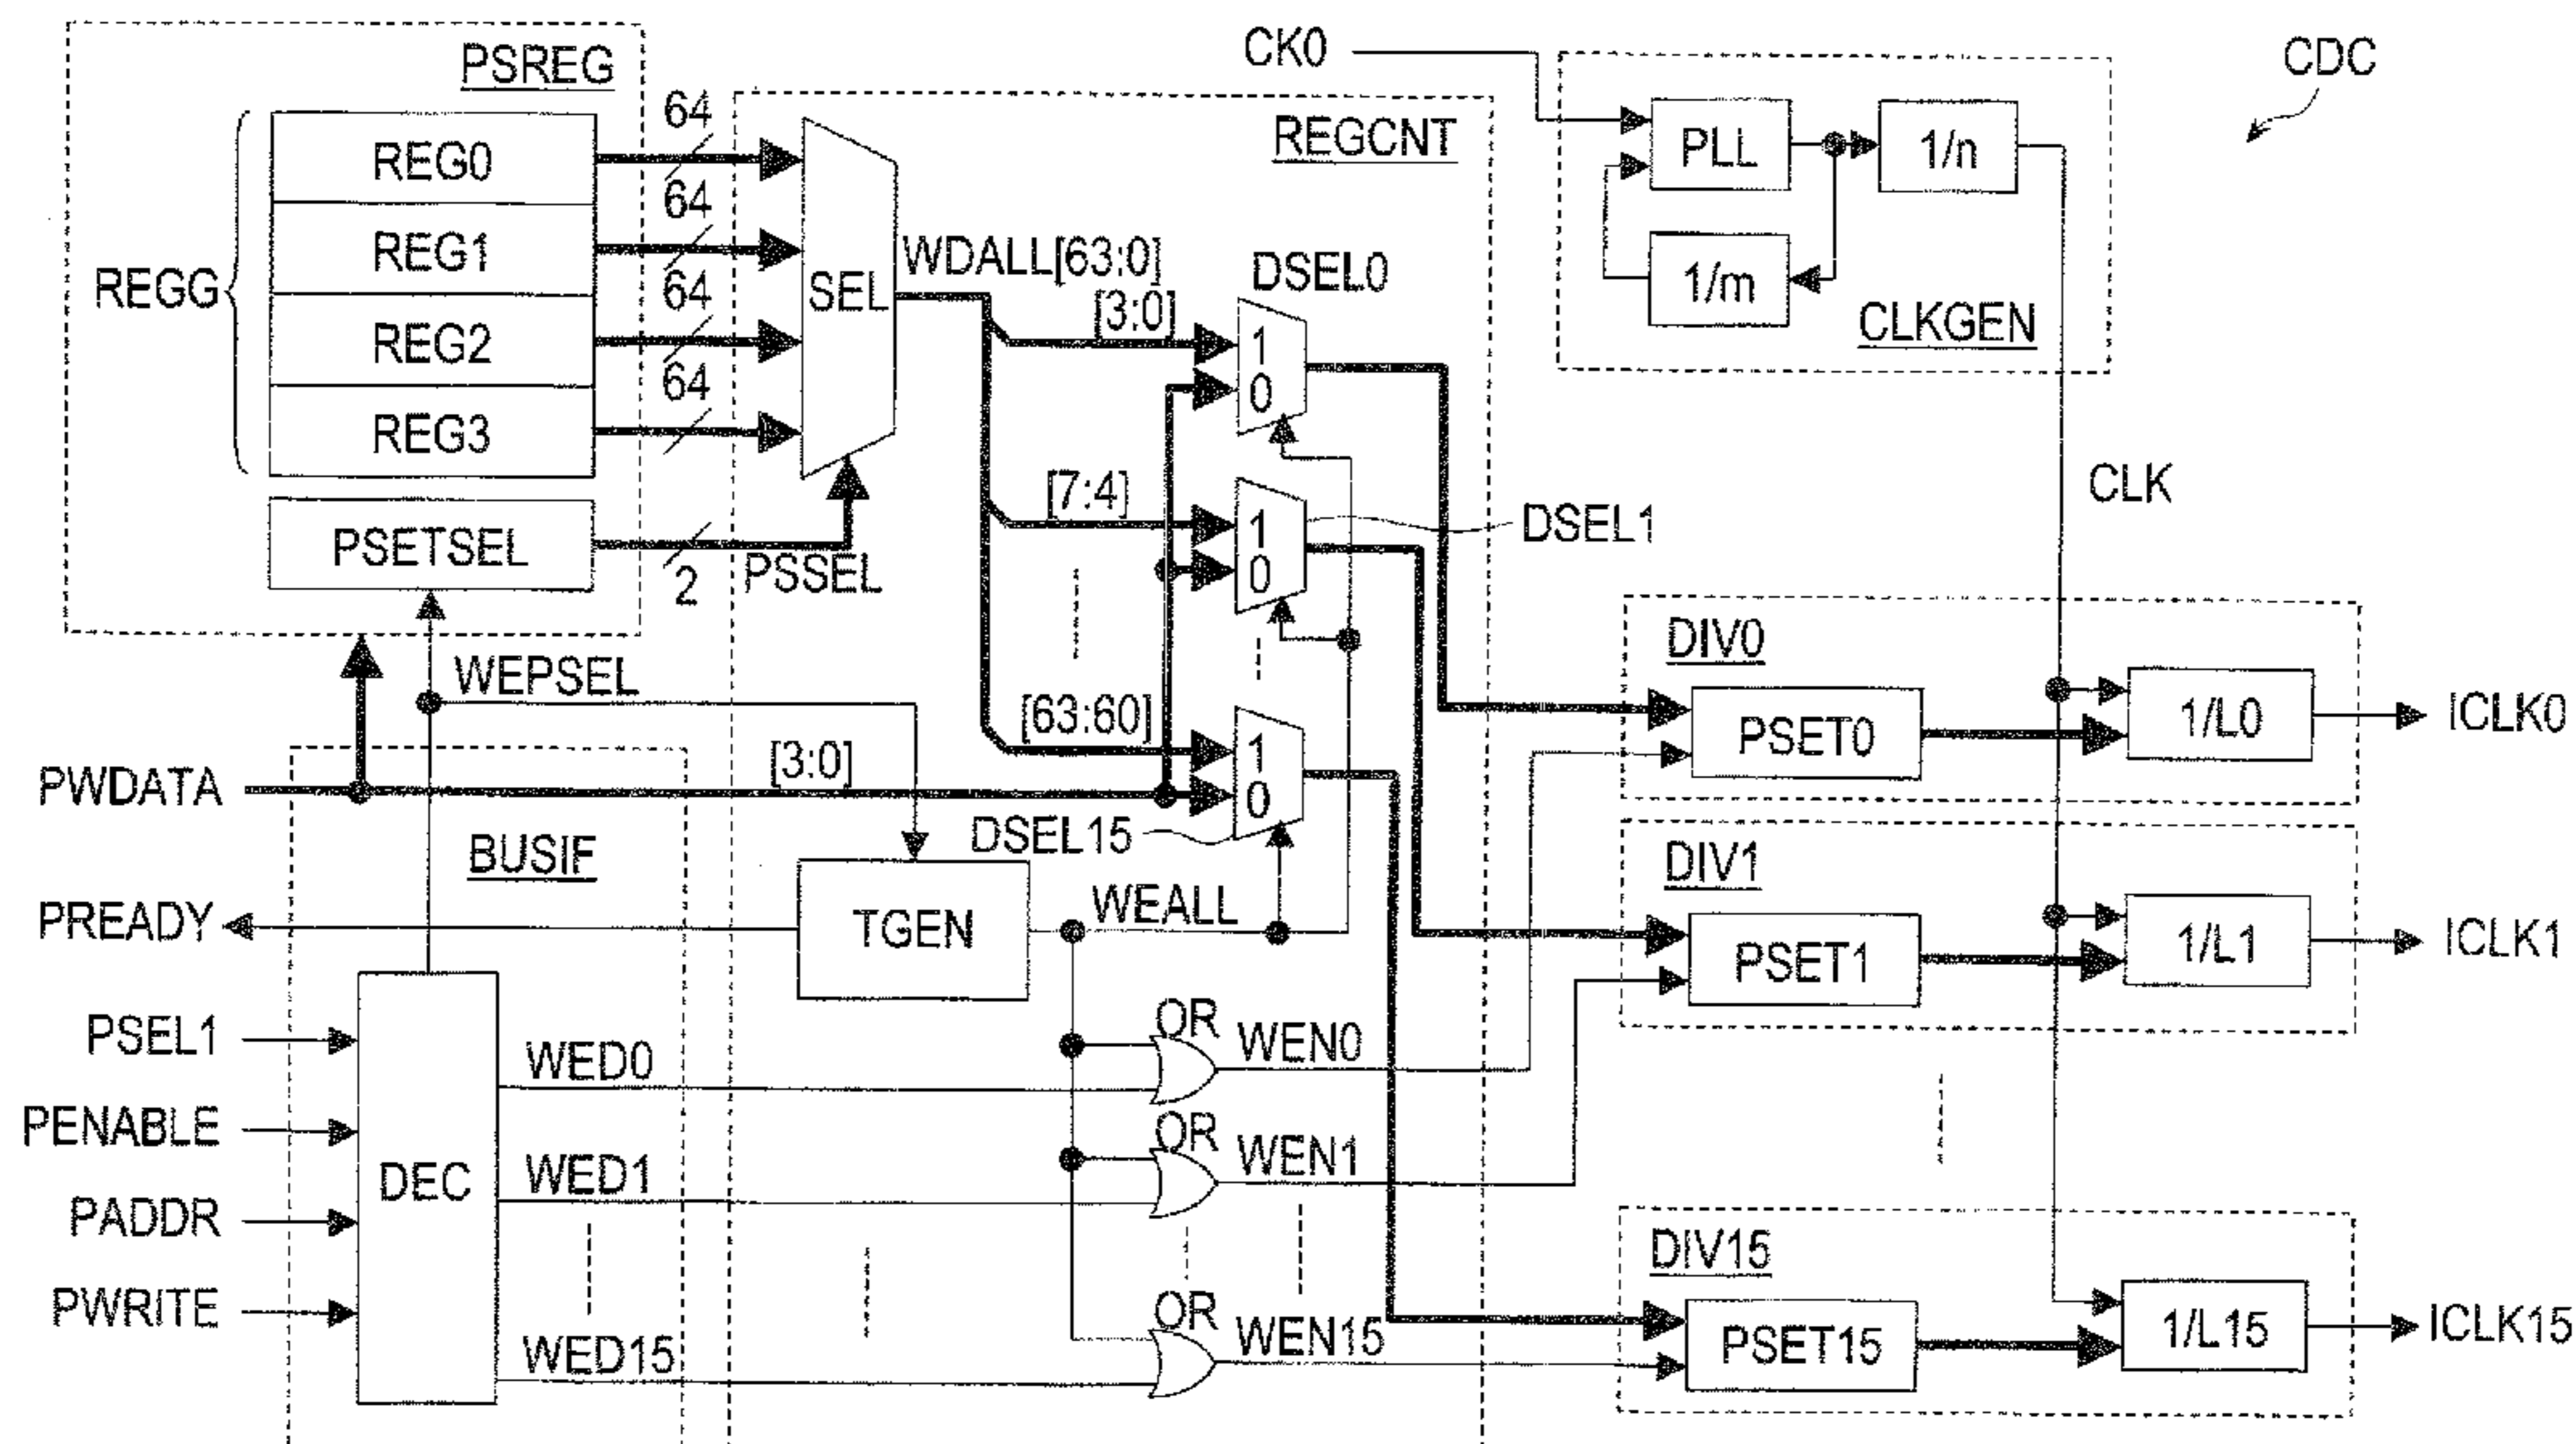 CK0
CDC
PSREG
REGCNT
REG0
REG1
REG2
REG3
REGG
64
64
64
64
SEL
PSETSEL
2
PSSEL
WDALL[63:0]
[3:0]
DSEL0
1
0
[7:4]
1
0
DSEL1
[63:60]
1
0
DSEL15
PLL
1/n
1/m
CLKGEN
CLK
WEPSEL
PWDATA
[3:0]
BUSIF
PREADY
TGEN
WEALL
PSEL1
PENABLE
PADDR
PWRITE
DEC
WED0
WED1
WED15
OR
WEN0
OR
WEN1
OR
WEN15
DIV0
PSET0
1/L0
ICLK0
DIV1
PSET1
1/L1
ICLK1
DIV15
PSET15
1/L15
ICLK15